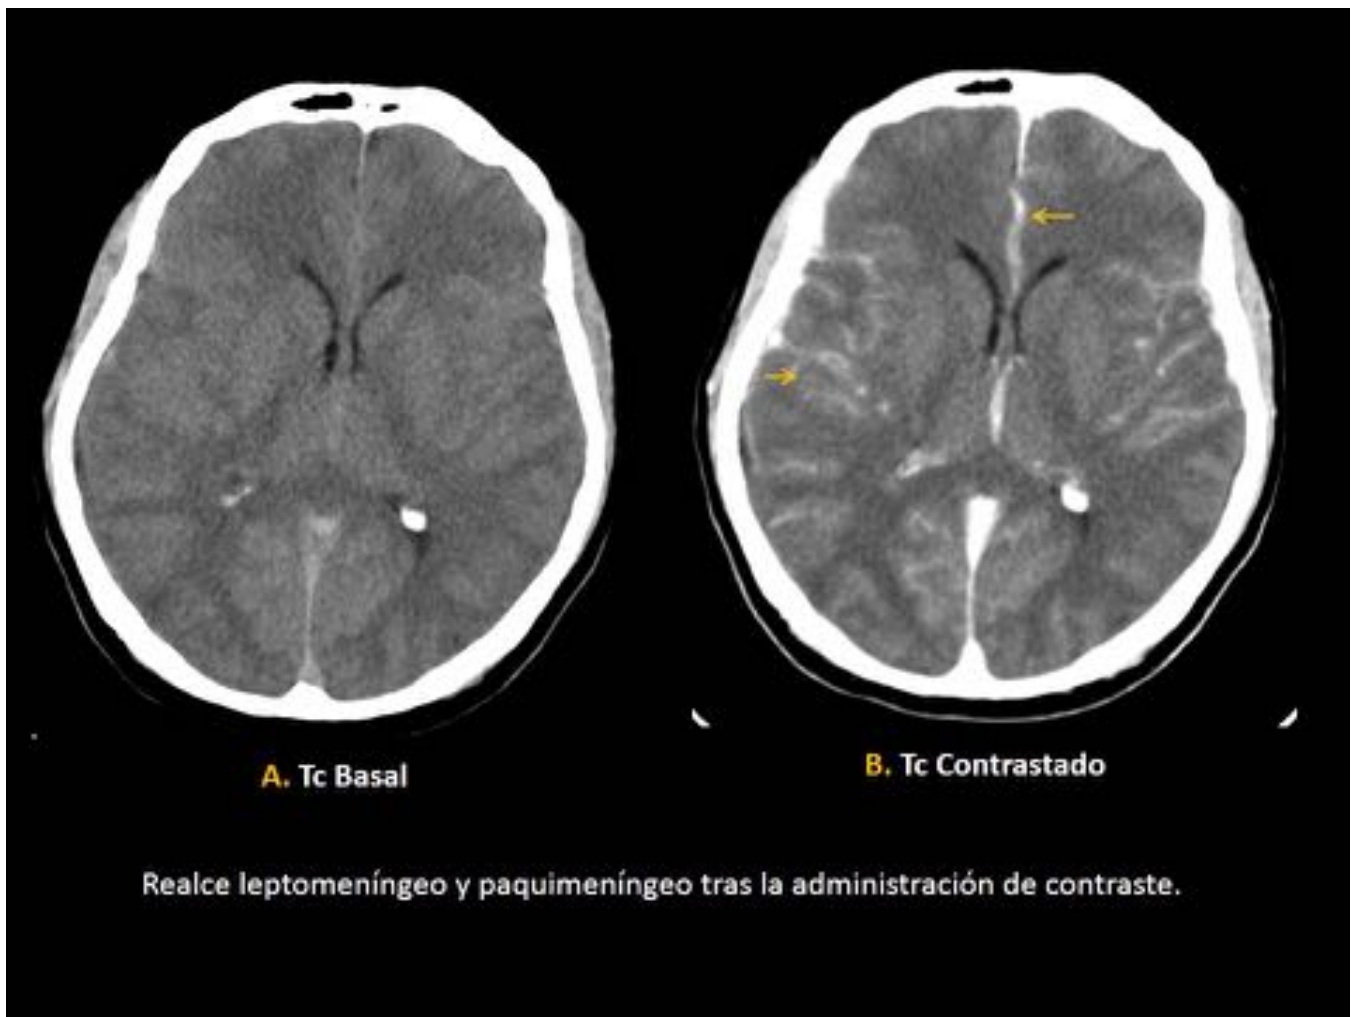 A. Tc Basal
B. Tc Contrastado
Realce leptomeníngeo y paquimeníngeo tras la administración de contraste.